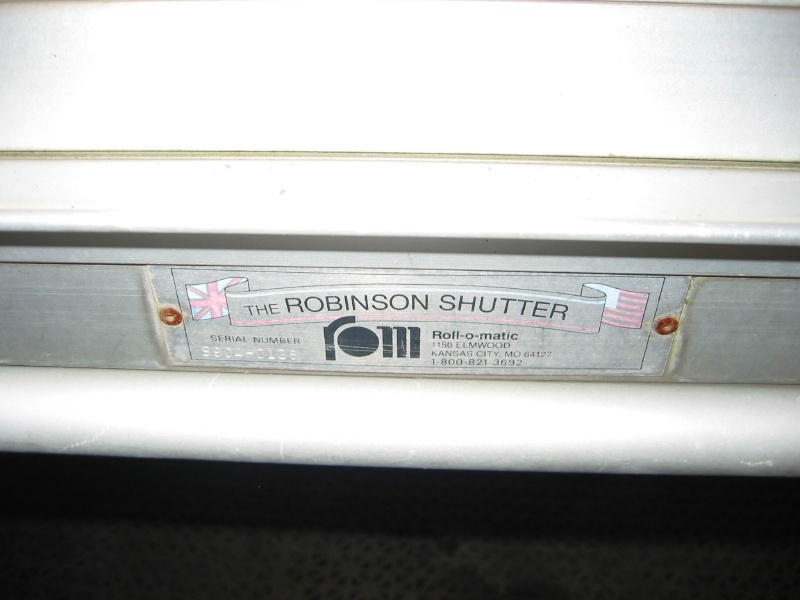 THE ROBINSON SHUTTER
SERIAL NUMBER
rom
Roll-o-matic
1150 ELMWOOD
KANSAS CITY, MO 64127
1-800-821-3692